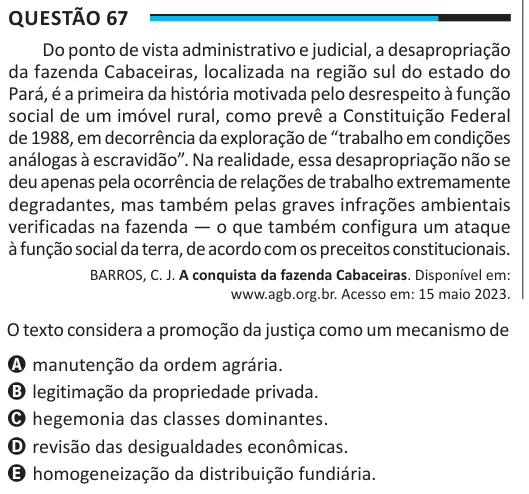 QUESTÃO 67
Do ponto de vista administrativo e judicial, a desapropriação
da fazenda Cabaceiras, localizada na região sul do estado do
Pará, é a primeira da história motivada pelo desrespeito à função
social de um imóvel rural, como prevê a Constituição Federal
de 1988, em decorrência da exploração de “trabalho em condições
análogas à escravidão”. Na realidade, essa desapropriação não se
deu apenas pela ocorrência de relações de trabalho extremamente
degradantes, mas também pelas graves infrações ambientais
verificadas na fazenda — o que também configura um ataque
à função social da terra, de acordo com os preceitos constitucionais.
BARROS, C. J. A conquista da fazenda Cabaceiras. Disponível em:
www.agb.org.br. Acesso em: 15 maio 2023.
O texto considera a promoção da justiça como um mecanismo de
A manutenção da ordem agrária.
B legitimação da propriedade privada.
C hegemonia das classes dominantes.
D revisão das desigualdades econômicas.
E homogeneização da distribuição fundiária.